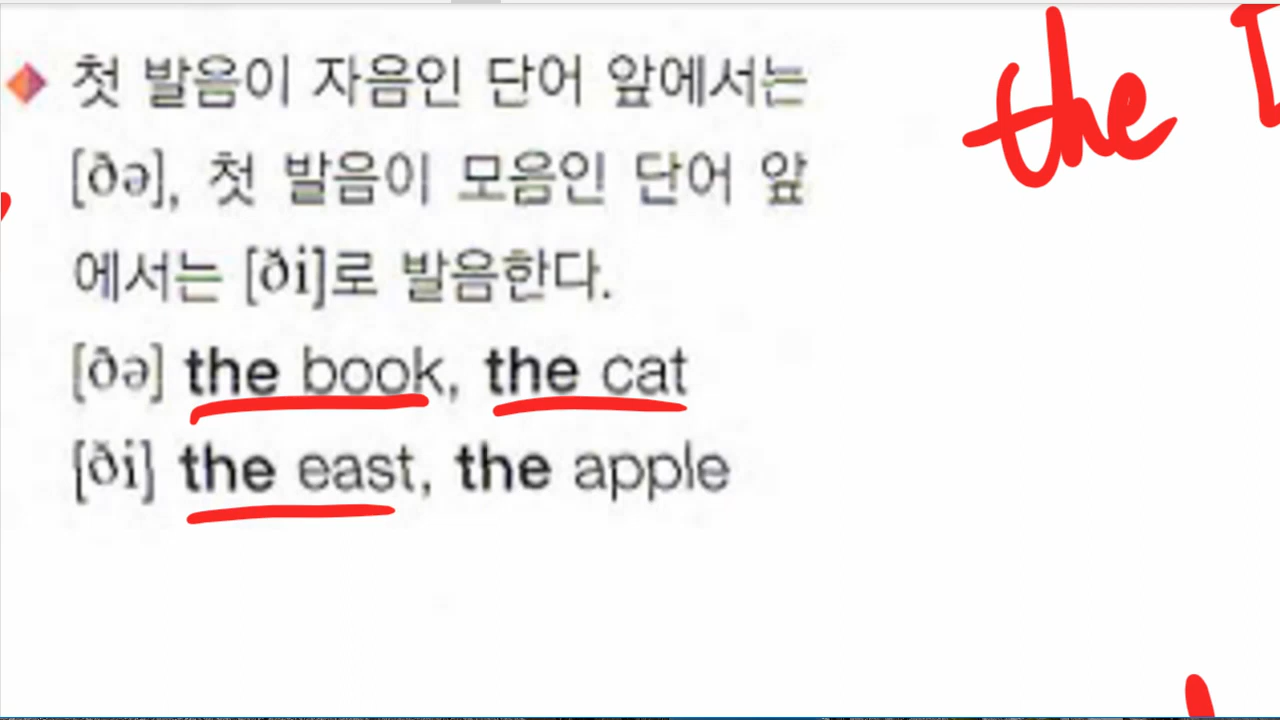 첫 발음이 자음인 단어 앞에서는
[ðə], 첫 발음이 모음인 단어 앞
에서는 [ði]로 발음한다.
[ðə] the book, the cat
[ði] the east, the apple
the [